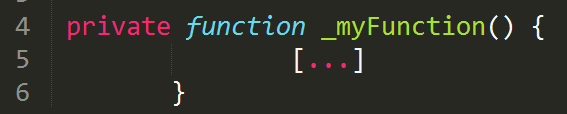 4 private function _myFunction() {
5 [...]
6 }